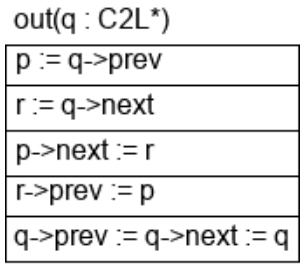 out(q : C2L*)
p := q->prev
r := q->next
p->next := r
r->prev := p
q->prev := q->next := q